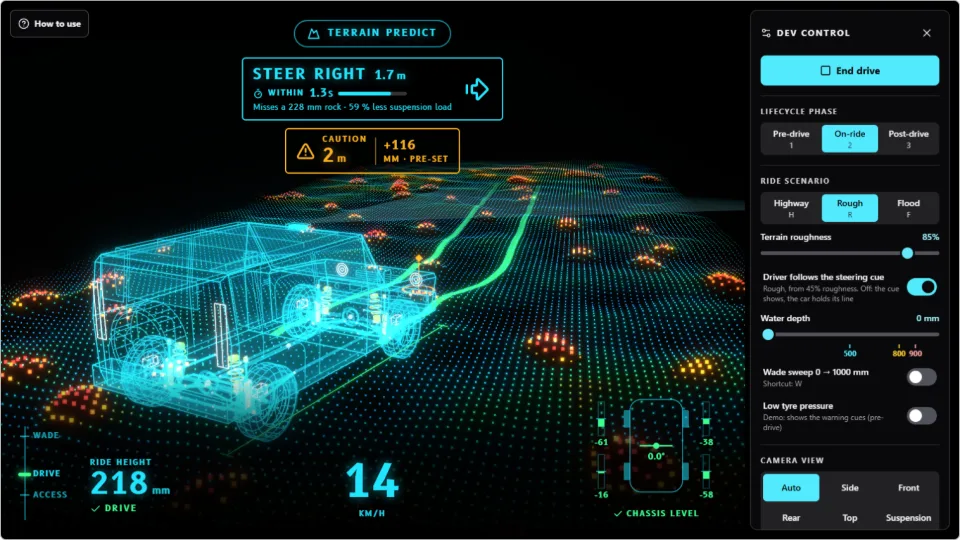 How to use
TERRAIN PREDICT
STEER RIGHT 1.7 m
WITHIN 1.3 s
Misses a 228 mm rock · 59 % less suspension load
CAUTION
2 m
+116
MM · PRE-SET
WADE
DRIVE
ACCESS
RIDE HEIGHT
218 mm
DRIVE
14
KM/H
-61
-38
0.0°
-16
-58
CHASSIS LEVEL
DEV CONTROL
End drive
LIFECYCLE PHASE
Pre-drive On-ride Post-drive
1 2 3
RIDE SCENARIO
Highway Rough Flood
H R F
Terrain roughness 85%
Driver follows the steering cue
Rough, from 45% roughness. Off: the cue
shows, the car holds its line
Water depth 0 mm
500 800 900
Wade sweep 0 → 1000 mm
Shortcut: W
Low tyre pressure
Demo: shows the warning cues (pre-
drive)
CAMERA VIEW
Auto Side Front
Rear Top Suspension